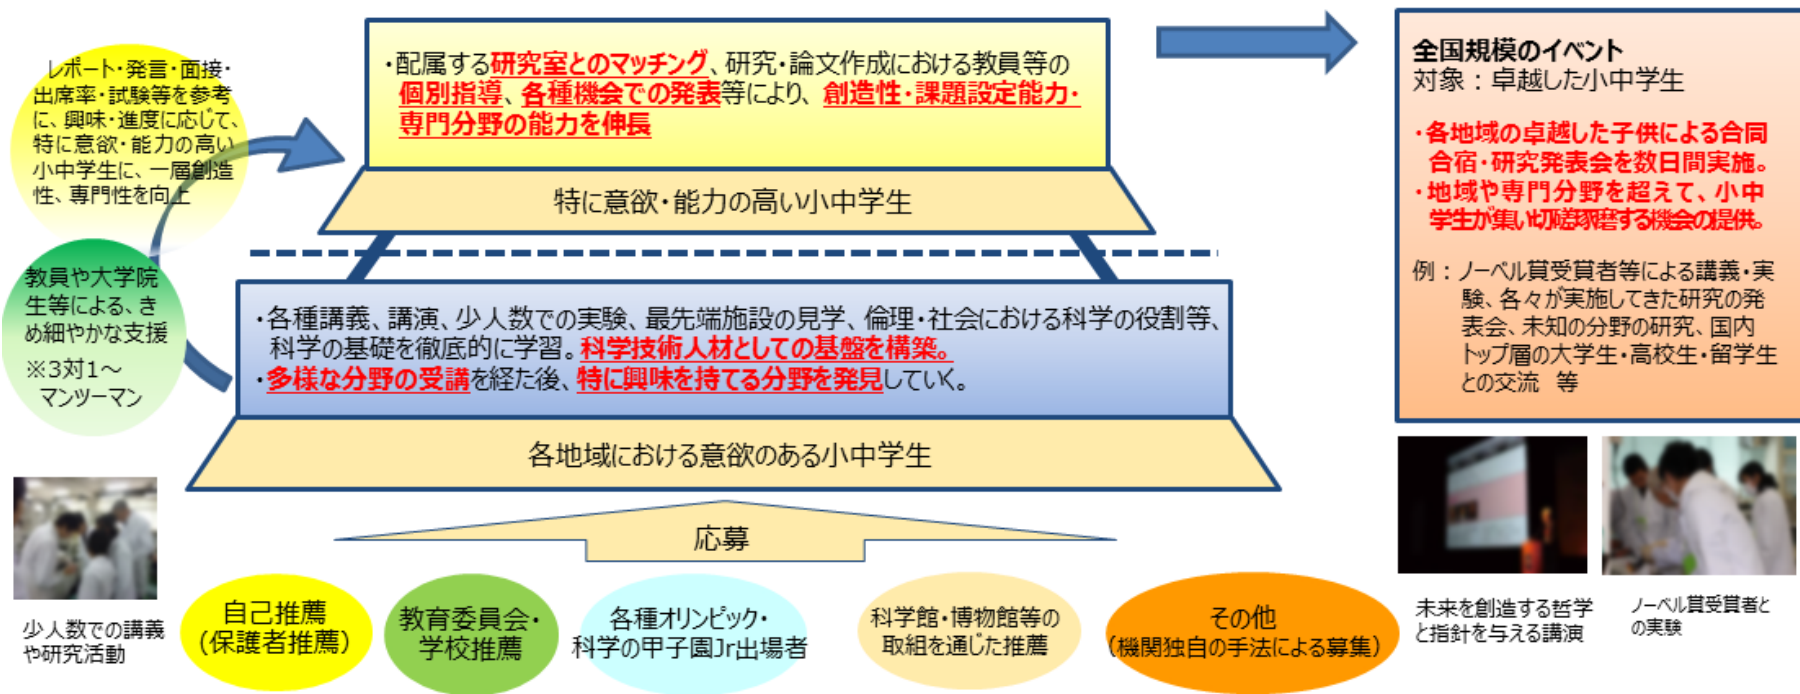 レポート・発言・面接・
出席率・試験等を参考
に、興味・進度に応じて、
特に意欲・能力の高い
小中学生に、一層創造
性、専門性を向上
教員や大学院
生等による、き
め細やかな支援
※3対1～
マンツーマン
・配属する研究室とのマッチング、研究・論文作成における教員等の
個別指導、各種機会での発表等により、創造性・課題設定能力・
専門分野の能力を伸長
特に意欲・能力の高い小中学生
・各種講義、講演、少人数での実験、最先端施設の見学、倫理・社会における科学の役割等、
科学の基礎を徹底的に学習。科学技術人材としての基盤を構築。
・多様な分野の受講を経た後、特に興味を持てる分野を発見していく。
各地域における意欲のある小中学生
応募
全国規模のイベント
対象：卓越した小中学生
・各地域の卓越した子供による合同
合宿・研究発表会を数日間実施。
・地域や専門分野を超えて、小中
学生が集い切磋琢磨する機会の提供。
例：ノーベル賞受賞者等による講義・実
験、各々が実施してきた研究の発
表会、未知の分野の研究、国内
トップ層の大学生・高校生・留学生
との交流 等
少人数での講義
や研究活動
自己推薦
（保護者推薦）
教育委員会・
学校推薦
各種オリンピック・
科学の甲子園Jr出場者
科学館・博物館等の
取組を通じた推薦
その他
（機関独自の手法による募集）
未来を創造する哲学
と指針を与える講演
ノーベル賞受賞者と
の実験